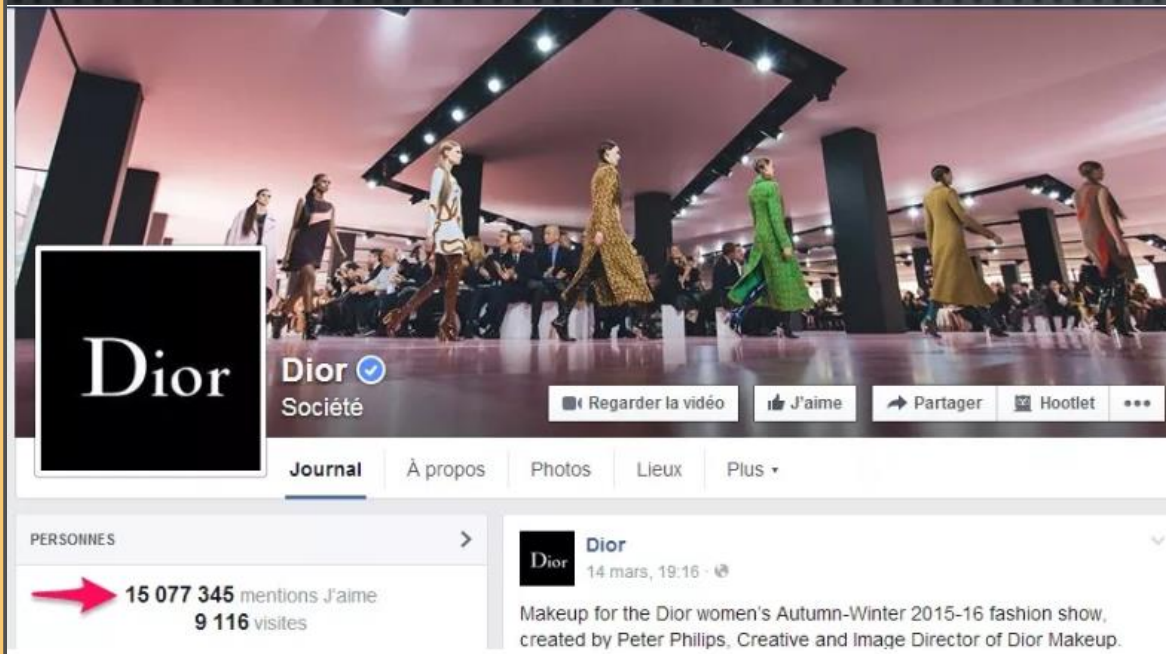 Dior
Dior
Société
Regarder la vidéo
J'aime
Partager
Hootlet
Journal
À propos
Photos
Lieux
Plus
PERSONNES
15 077 345 mentions J'aime
9 116 visites
Dior
Dior
14 mars, 19:16 ·
Makeup for the Dior women's Autumn-Winter 2015-16 fashion show,
created by Peter Philips, Creative and Image Director of Dior Makeup.